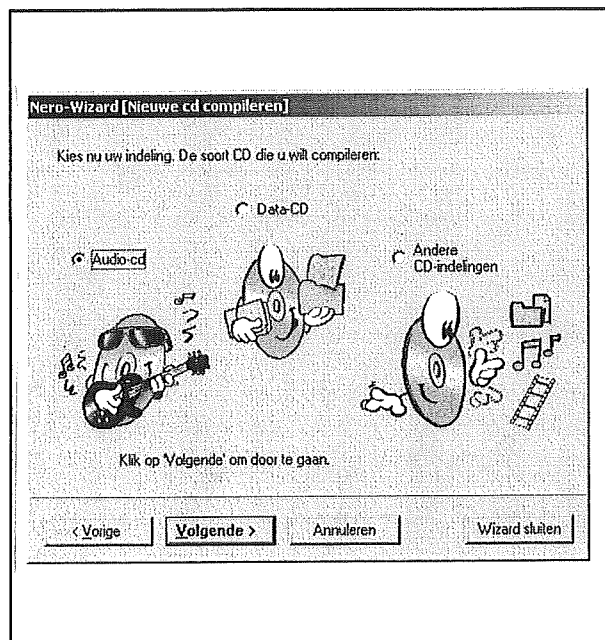 Nero-Wizard [Nieuwe cd compileren]
Kies nu uw indeling. De soort CD die u wilt compileren:
Data-CD
Audio-cd
Andere
CD-indelingen
Klik op 'Volgende' om door te gaan.
< Vorige
Volgende >
Annuleren
Wizard sluiten